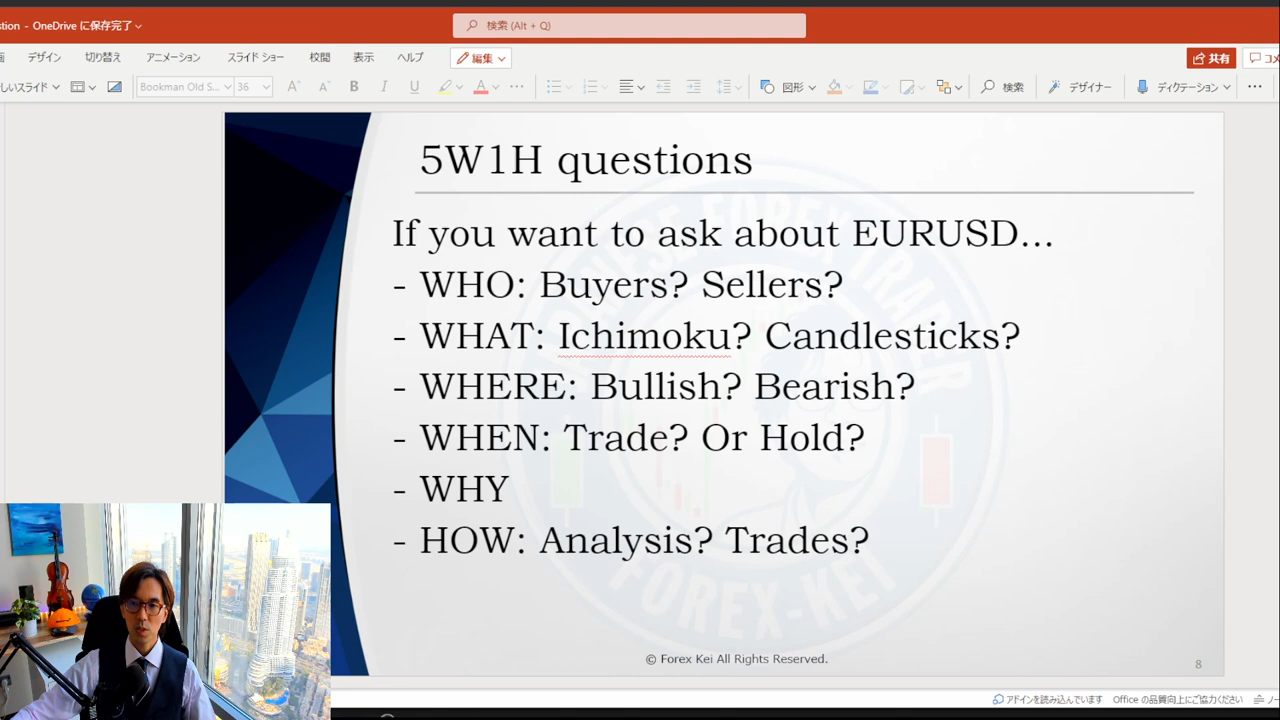 tion - OneDrive に保存完了
検索 (Alt + Q)
デザイン 切り替え アニメーション スライド ショー 校閲 表示 ヘルプ 編集 共有
しいスライド Bookman Old S... 36 B I U A 図形 検索 デザイナー ディクテーション
5W1H questions
If you want to ask about EURUSD...
- WHO: Buyers? Sellers?
- WHAT: Ichimoku? Candlesticks?
- WHERE: Bullish? Bearish?
- WHEN: Trade? Or Hold?
- WHY
- HOW: Analysis? Trades?
© Forex Kei All Rights Reserved.
8
アドインを読み込んでいます Office の品質向上にご協力ください ノー